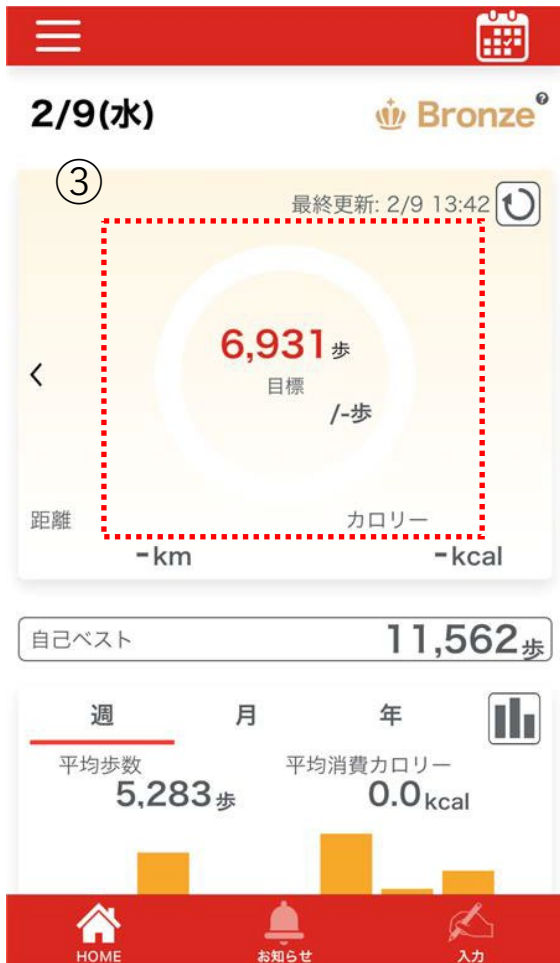 2/9(水)
Bronze
?
③
最終更新: 2/9 13:42
6,931歩
目標
/-歩
距離 カロリー
-km -kcal
自己ベスト 11,562歩
週 月 年
平均歩数 平均消費カロリー
5,283歩 0.0kcal
HOME お知らせ 入力